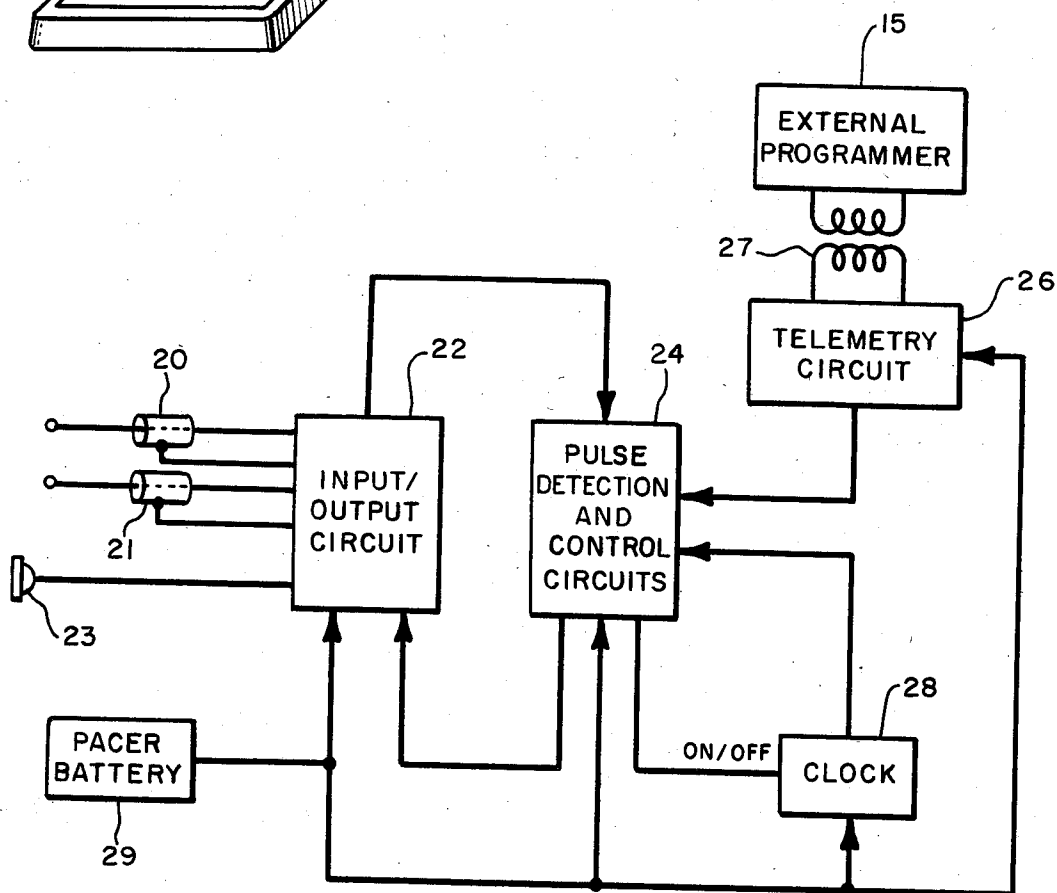 15
EXTERNAL
PROGRAMMER
27
26
TELEMETRY
CIRCUIT
20
22
24
INPUT/
OUTPUT
CIRCUIT
PULSE
DETECTION
AND
CONTROL
CIRCUITS
21
23
28
PACER
BATTERY
ON/OFF
CLOCK
29